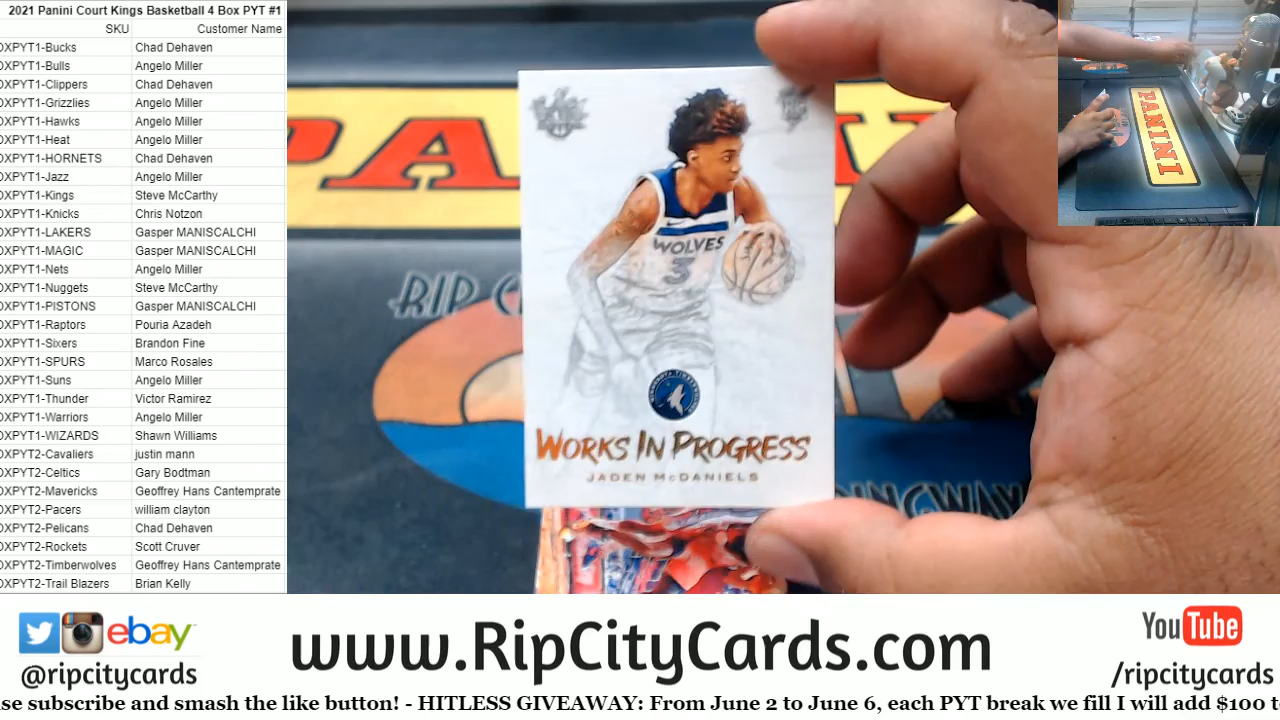 2021 Panini Court Kings Basketball 4 Box PYT #1
SKU Customer Name
OXPYT1-Bucks Chad Dehaven
OXPYT1-Bulls Angelo Miller
OXPYT1-Clippers Chad Dehaven
OXPYT1-Grizzlies Angelo Miller
OXPYT1-Hawks Angelo Miller
OXPYT1-Heat Angelo Miller
OXPYT1-HORNETS Chad Dehaven
OXPYT1-Jazz Angelo Miller
OXPYT1-Kings Steve McCarthy
OXPYT1-Knicks Chris Notzon
OXPYT1-LAKERS Gasper MANISCALCHI
OXPYT1-MAGIC Gasper MANISCALCHI
OXPYT1-Nets Angelo Miller
OXPYT1-Nuggets Steve McCarthy
OXPYT1-PISTONS Gasper MANISCALCHI
OXPYT1-Raptors Pouria Azadeh
OXPYT1-Sixers Brandon Fine
OXPYT1-SPURS Marco Rosales
OXPYT1-Suns Angelo Miller
OXPYT1-Thunder Victor Ramirez
OXPYT1-Warriors Angelo Miller
OXPYT1-WIZARDS Shawn Williams
OXPYT2-Cavaliers justin mann
OXPYT2-Celtics Gary Bodtman
OXPYT2-Mavericks Geoffrey Hans Cantemprate
OXPYT2-Pacers william clayton
OXPYT2-Pelicans Chad Dehaven
OXPYT2-Rockets Scott Cruver
OXPYT2-Timberwolves Geoffrey Hans Cantemprate
OXPYT2-Trail Blazers Brian Kelly
PA
RIP C
WOLVES
3
WORKS IN PROGRESS
JADEN McDANIELS
PANINI
ebay
@ripcitycards
www.RipCityCards.com
YouTube
/ripcitycards
se subscribe and smash the like button! - HITLESS GIVEAWAY: From June 2 to June 6, each PYT break we fill I will add $100 t